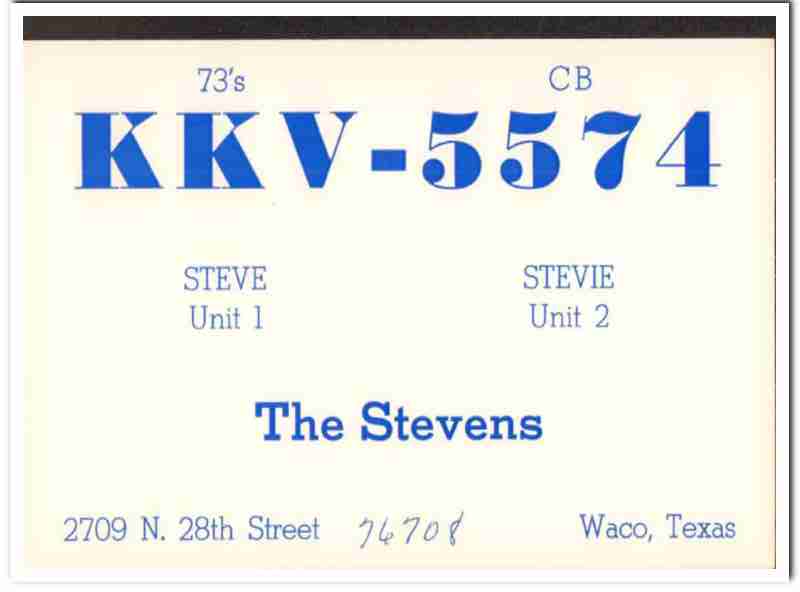 73's CB
KKV-5574
STEVE STEVIE
Unit 1 Unit 2
The Stevens
2709 N. 28th Street 76708 Waco, Texas